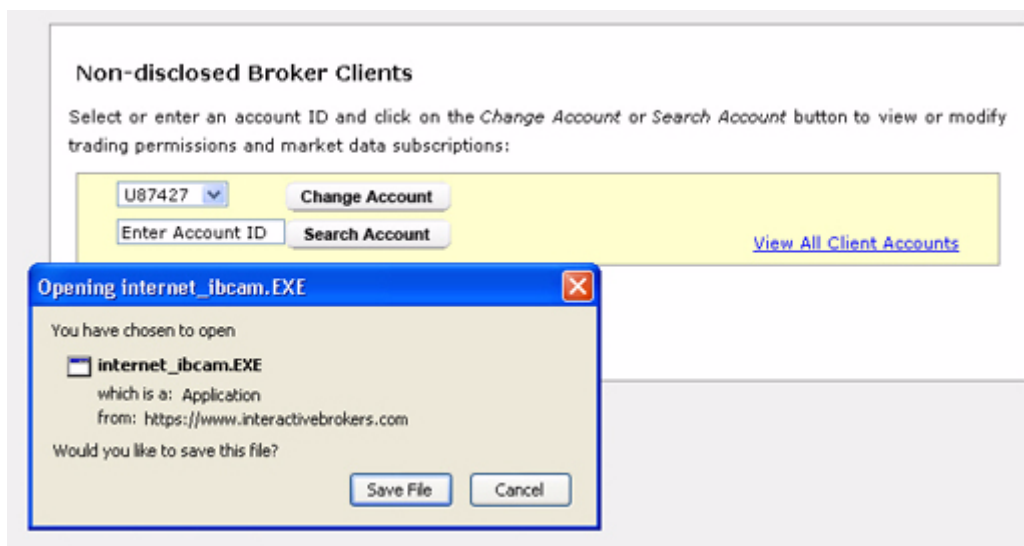 Non-disclosed Broker Clients
Select or enter an account ID and click on the Change Account or Search Account button to view or modify
trading permissions and market data subscriptions:
U87427 Change Account
Enter Account ID Search Account
View All Client Accounts
Opening internet_ibcam.EXE
You have chosen to open
internet_ibcam.EXE
which is a: Application
from: https://www.interactivebrokers.com
Would you like to save this file?
Save File Cancel